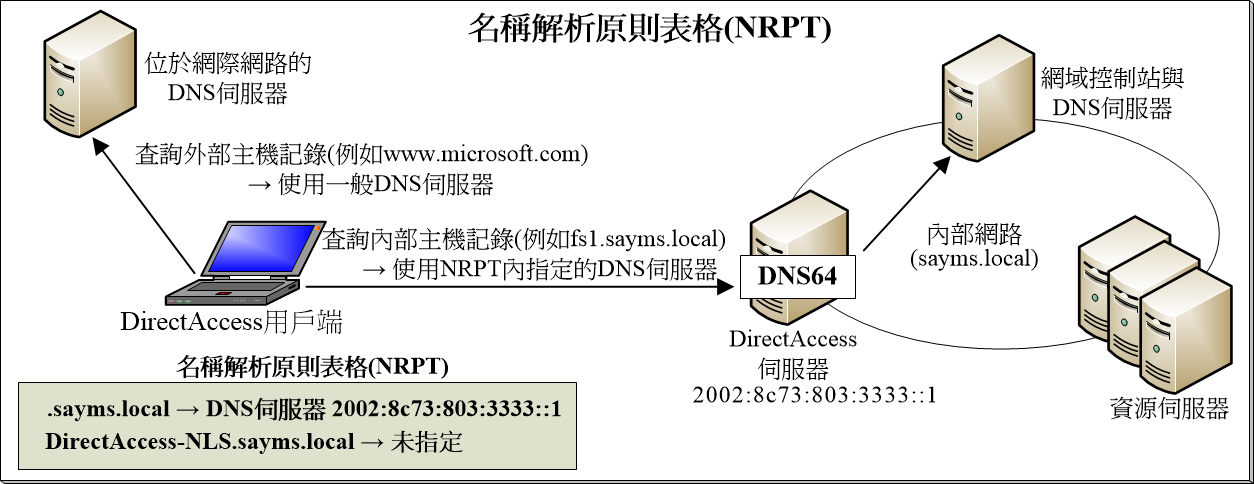 名稱解析原則表格(NRPT)
位於網際網路的
DNS伺服器
網域控制站與
DNS伺服器
查詢外部主機記錄(例如www.microsoft.com)
→ 使用一般DNS伺服器
查詢內部主機記錄(例如fs1.sayms.local)
→ 使用NRPT內指定的DNS伺服器
內部網路
(sayms.local)
DNS64
DirectAccess用戶端
DirectAccess
伺服器
2002:8c73:803:3333::1
資源伺服器
名稱解析原則表格(NRPT)
.sayms.local → DNS伺服器 2002:8c73:803:3333::1
DirectAccess-NLS.sayms.local → 未指定